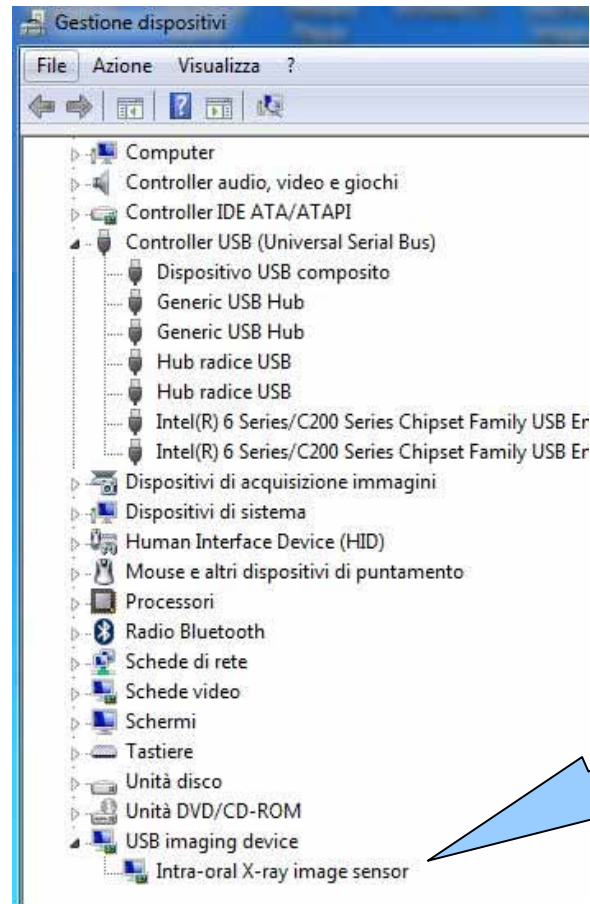 Gestione dispositivi
File Azione Visualizza ?
Computer
Controller audio, video e giochi
Controller IDE ATA/ATAPI
Controller USB (Universal Serial Bus)
Dispositivo USB composito
Generic USB Hub
Generic USB Hub
Hub radice USB
Hub radice USB
Intel(R) 6 Series/C200 Series Chipset Family USB
Intel(R) 6 Series/C200 Series Chipset Family USB
Dispositivi di acquisizione immagini
Dispositivi di sistema
Human Interface Device (HID)
Mouse e altri dispositivi di puntamento
Processori
Radio Bluetooth
Schede di rete
Schede video
Schermi
Tastiere
Unità disco
Unità DVD/CD-ROM
USB imaging device
Intra-oral X-ray image sensor